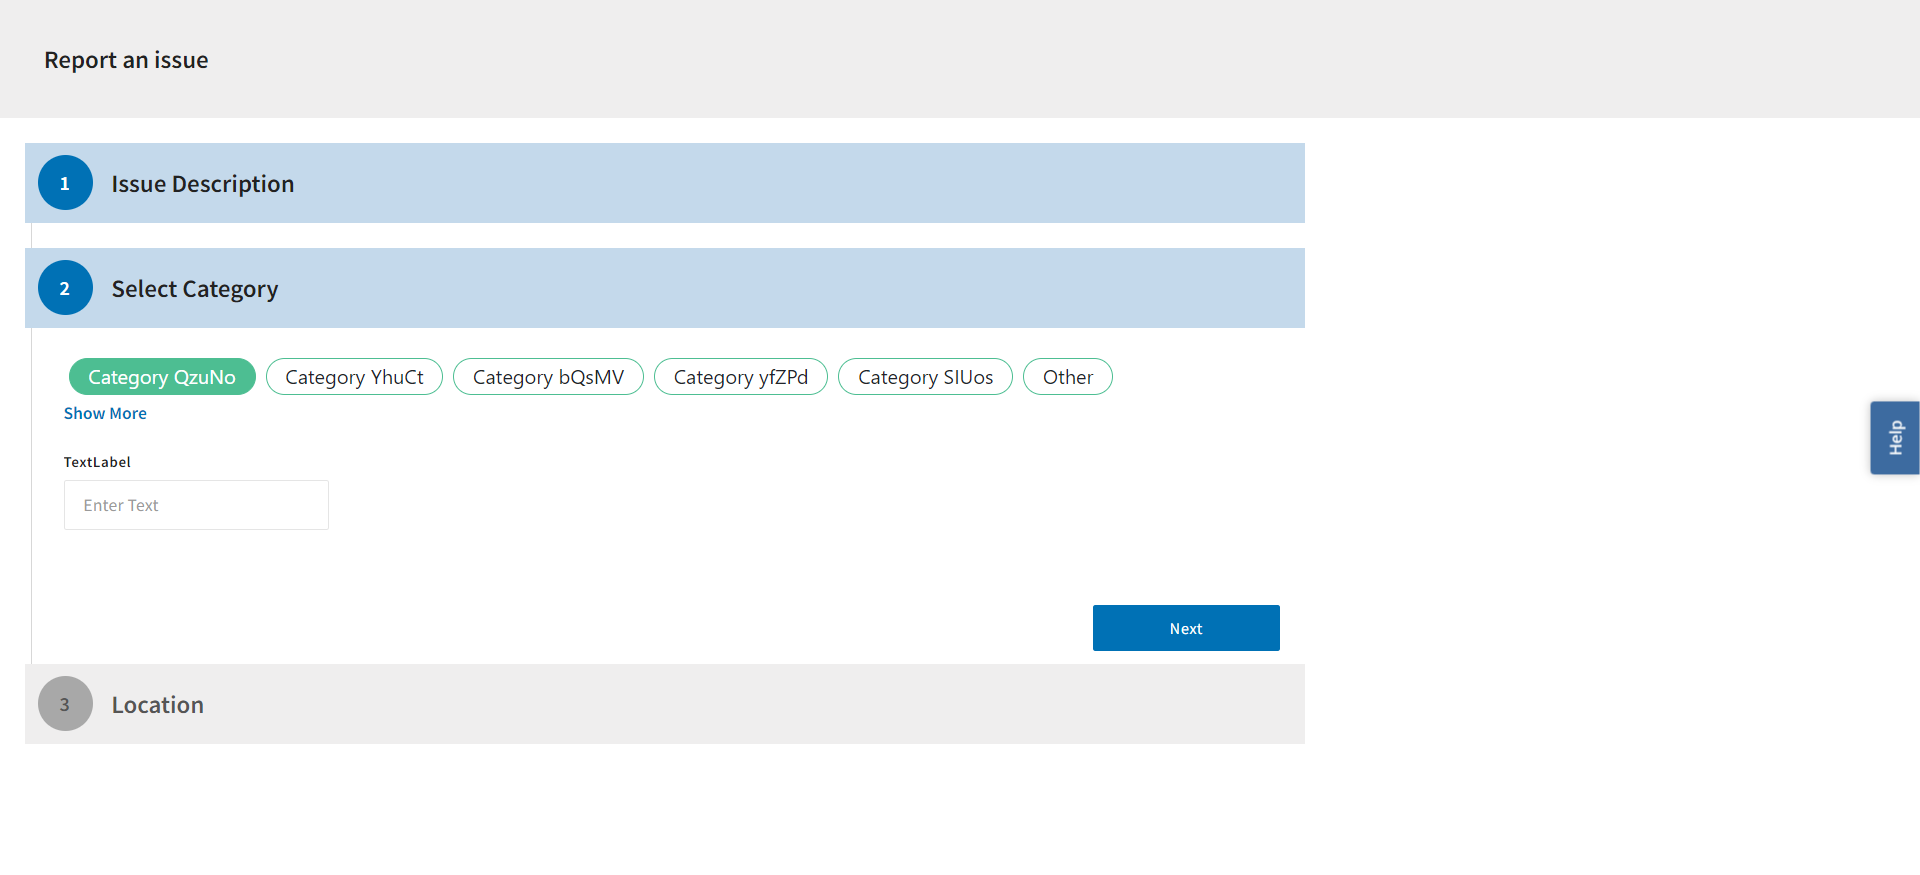 Report an issue
1 Issue Description
2 Select Category
Category QzuNo Category YhuCt Category bQsMV Category yfZPd Category SIUos Other
Show More
TextLabel
Enter Text
Next
3 Location
Help